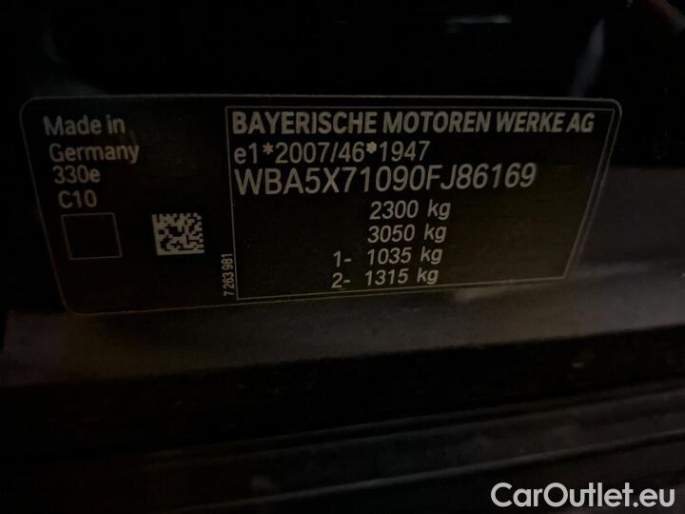 Made in
Germany
330e
C10
7 263 981
BAYERISCHE MOTOREN WERKE AG
e1*2007/46*1947
WBA5X71090FJ86169
2300 kg
3050 kg
1- 1035 kg
2- 1315 kg
CarOutlet.eu